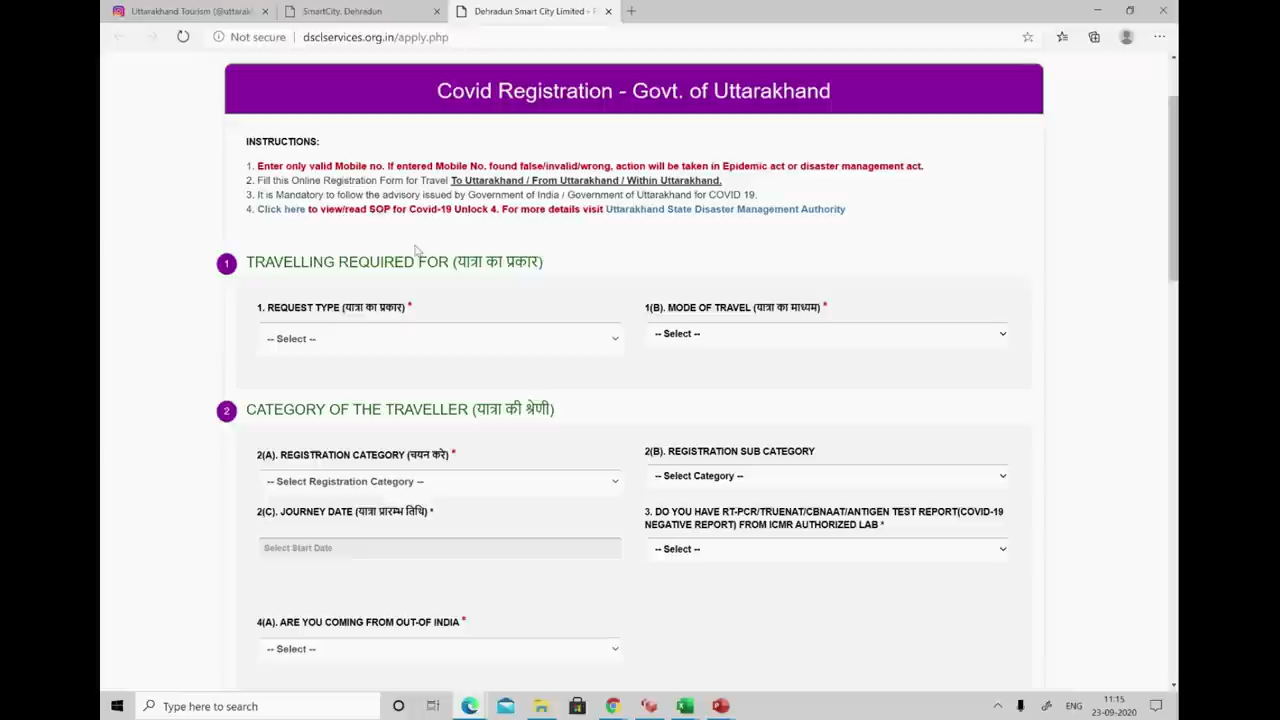 Uttarakhand Tourism (@uttarak
SmartCity. Dehradun
Dehradun Smart City Limited -
Not secure
dsclservices.org.in/apply.php
Covid Registration - Govt. of Uttarakhand
INSTRUCTIONS:
1. Enter only valid Mobile no. If entered Mobile No. found false/invalid/wrong, action will be taken in Epidemic act or disaster management act.
2. Fill this Online Registration Form for Travel To Uttarakhand / From Uttarakhand / Within Uttarakhand.
3. It is Mandatory to follow the advisory issued by Government of India / Government of Uttarakhand for COVID 19.
4. Click here to view/read SOP for Covid-19 Unlock 4. For more details visit Uttarakhand State Disaster Management Authority
1 TRAVELLING REQUIRED FOR (यात्रा का प्रकार)
1. REQUEST TYPE (यात्रा का प्रकार) *
1(B). MODE OF TRAVEL (यात्रा का माध्यम) *
-- Select --
-- Select --
2 CATEGORY OF THE TRAVELLER (यात्रा की श्रेणी)
2(A). REGISTRATION CATEGORY (चयन करे) *
2(B). REGISTRATION SUB CATEGORY
-- Select Registration Category --
-- Select Category --
2(C). JOURNEY DATE (यात्रा प्रारम्भ तिथि) *
3. DO YOU HAVE RT-PCR/TRUENAT/CBNAAT/ANTIGEN TEST REPORT(COVID-19
NEGATIVE REPORT) FROM ICMR AUTHORIZED LAB *
Select Start Date
-- Select --
4(A). ARE YOU COMING FROM OUT-OF INDIA *
-- Select --
Type here to search
ENG
11:15
23-09-2020